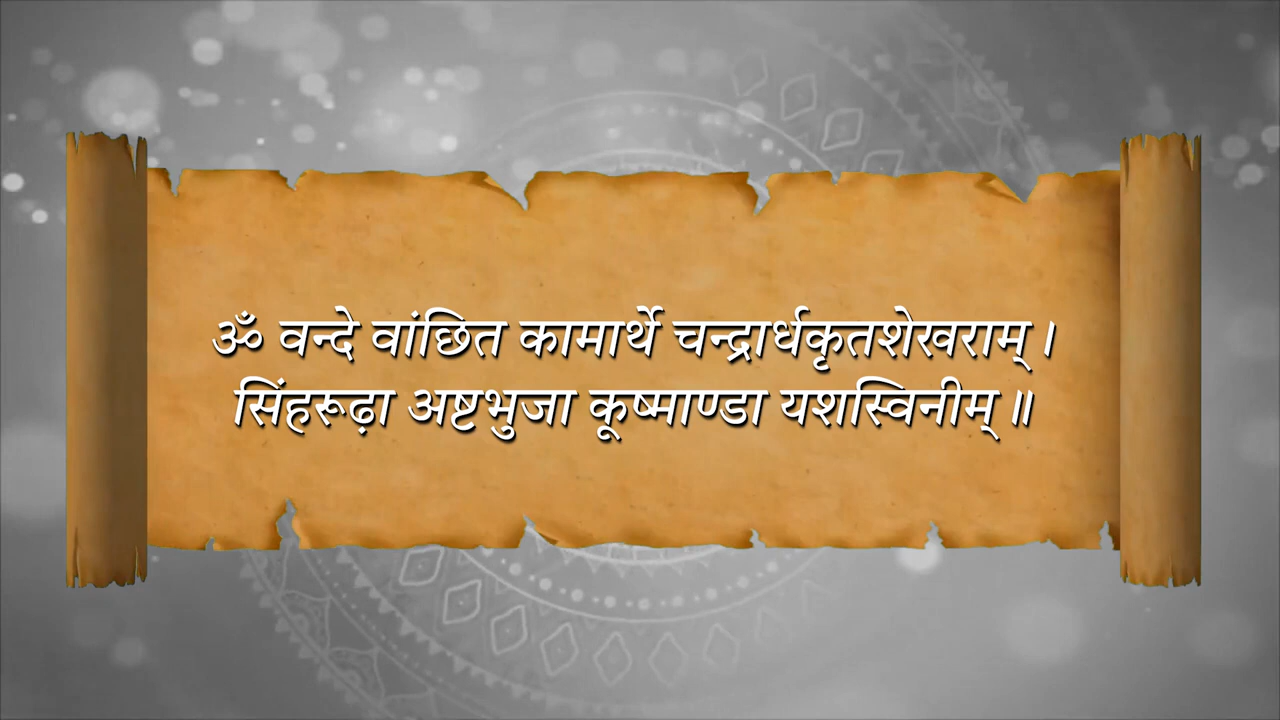 ॐ वन्दे वांछित कामार्थे चन्द्रार्धकृतशेखराम् ।
सिंहरूढ़ा अष्टभुजा कूष्माण्डा यशस्विनीम् ॥